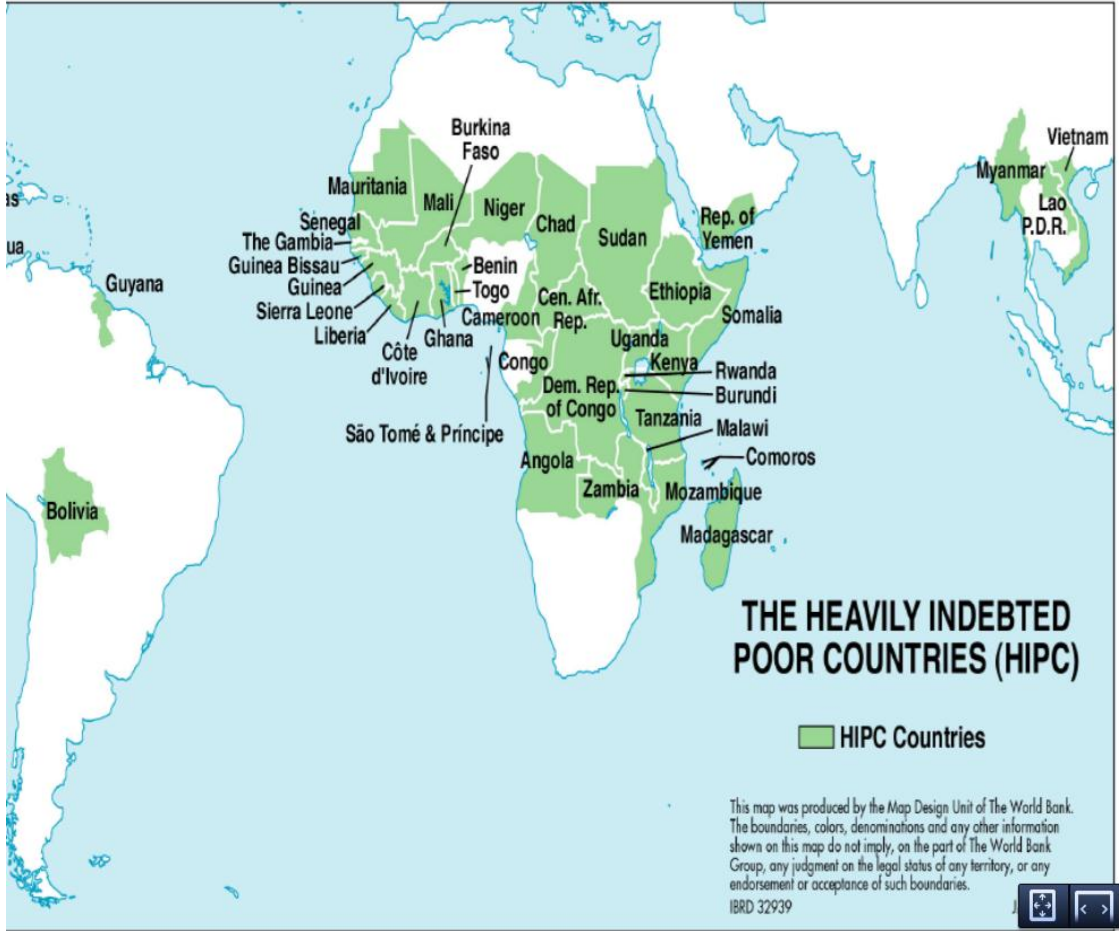 Burkina
Faso
Vietnam
Myanmar
Mauritania
Mali
Niger
Chad
Lao
P.D.R.
Senegal
The Gambia
Guinea Bissau
Guinea
Sierra Leone
Liberia
Côte
d'Ivoire
Ghana
Benin
Togo
Cameroon
Sudan
Rep. of
Yemen
Cen. Afr.
Rep.
Ethiopia
Somalia
Guyana
Uganda
Kenya
Congo
Rwanda
Dem. Rep.
of Congo
Burundi
Tanzania
São Tomé & Príncipe
Malawi
Comoros
Angola
Zambia
Mozambique
Bolivia
Madagascar
THE HEAVILY INDEBTED
POOR COUNTRIES (HIPC)
HIPC Countries
This map was produced by the Map Design Unit of The World Bank.
The boundaries, colors, denominations and any other information
shown on this map do not imply, on the part of The World Bank
Group, any judgment on the legal status of any territory, or any
endorsement or acceptance of such boundaries.
IBRD 32939